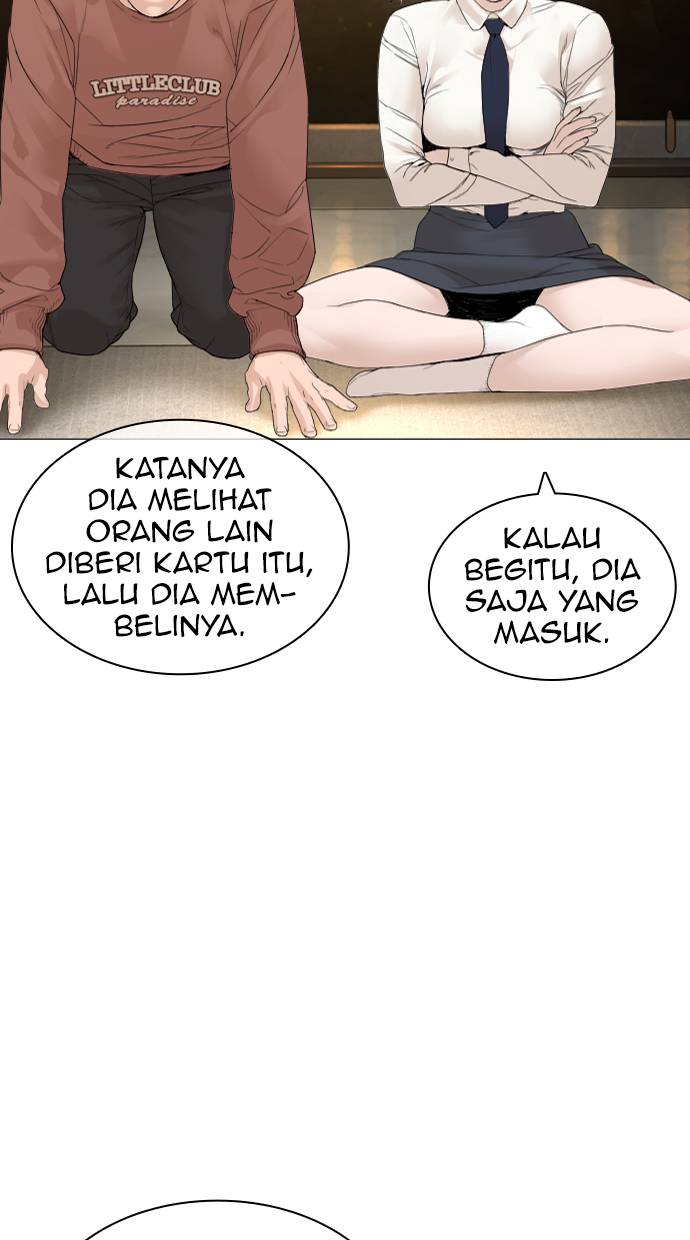 LITTLECLUB
paradise
KATANYA
DIA MELIHAT
ORANG LAIN
DIBERI KARTU ITU,
LALU DIA MEM-
BELINYA.
KALAU
BEGITU, DIA
SAJA YANG
MASUK.